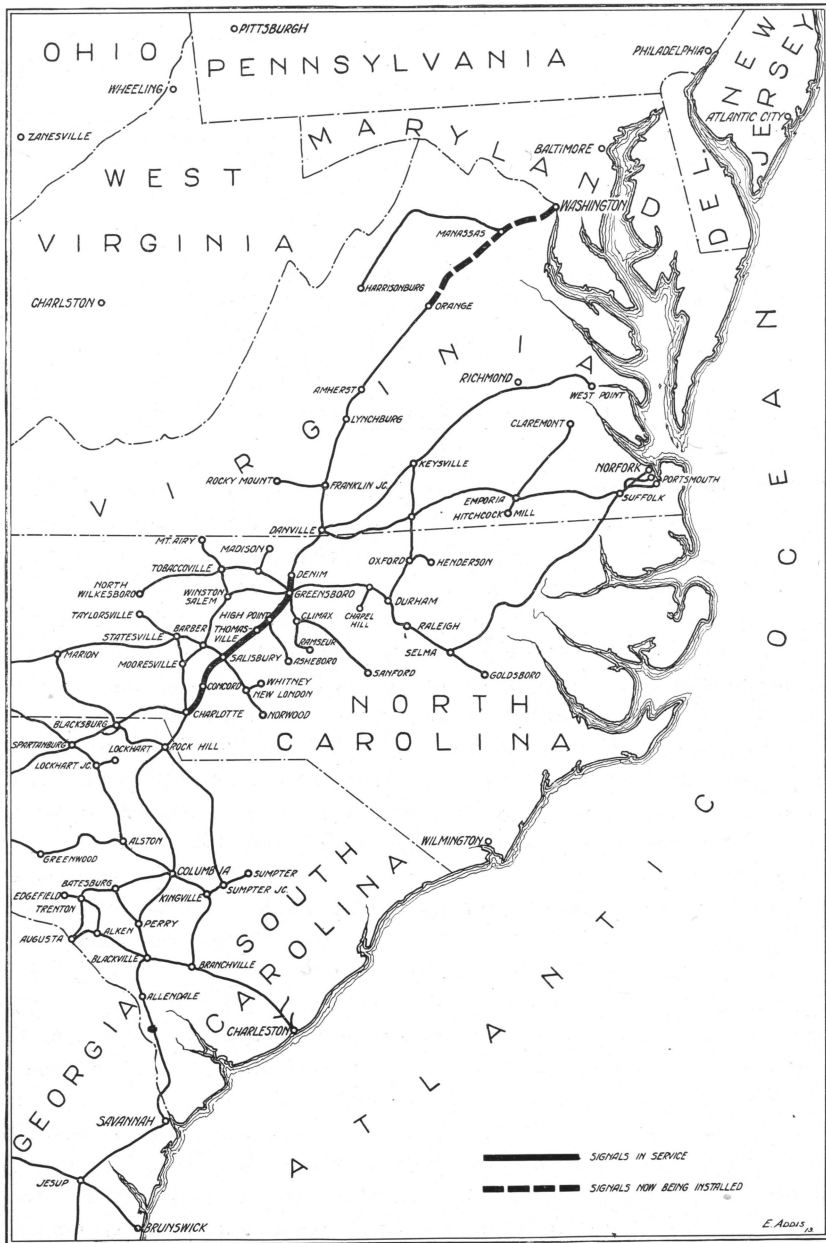 OHIO
PITTSBURGH
PENNSYLVANIA
PHILADELPHIA
NEW JERSEY
WHEELING
ATLANTIC CITY
ZANESVILLE
MARYLAND
BALTIMORE
DEL.
WEST
VIRGINIA
WASHINGTON
MANASSAS
HARRISONBURG
ORANGE
CHARLSTON
VIRGINIA
AMHERST
RICHMOND
WEST POINT
LYNCHBURG
CLAREMONT
KEYSVILLE
ROCKY MOUNT
FRANKLIN JC.
NORFORK
PORTSMOUTH
EMPORIA
SUFFOLK
HITCHCOCK MILL
DANVILLE
MT. AIRY
MADISON
OXFORD
HENDERSON
TOBACCOVILLE
DENIM
NORTH
WILKESBORO
WINSTON
SALEM
GREENSBORO
DURHAM
CHAPEL
HILL
TAYLORSVILLE
HIGH POINT
CLIMAX
RALEIGH
STATESVILLE
BARBER
THOMAS-
VILLE
RAMSEUR
SELMA
MARION
MOORESVILLE
SALISBURY
ASHEBORO
SANFORD
GOLDSBORO
CONCORD
WHITNEY
NEW LONDON
NORWOOD
NORTH
CAROLINA
CHARLOTTE
BLACKSBURG
SPARTANBURG
LOCKHART
ROCK HILL
LOCKHART JC.
WILMINGTON
ALSTON
GREENWOOD
COLUMBIA
SUMPTER
BATESBURG
KINGVILLE
SUMPTER JC.
EDGEFIELD
TRENTON
PERRY
AUGUSTA
ALKEN
BLACKVILLE
BRANCHVILLE
SOUTH
CAROLINA
ALLENDALE
CHARLESTON
GEORGIA
SAVANNAH
JESUP
BRUNSWICK
ATLANTIC
OCEAN
SIGNALS IN SERVICE
SIGNALS NOW BEING INSTALLED
E. ADDIS
13.